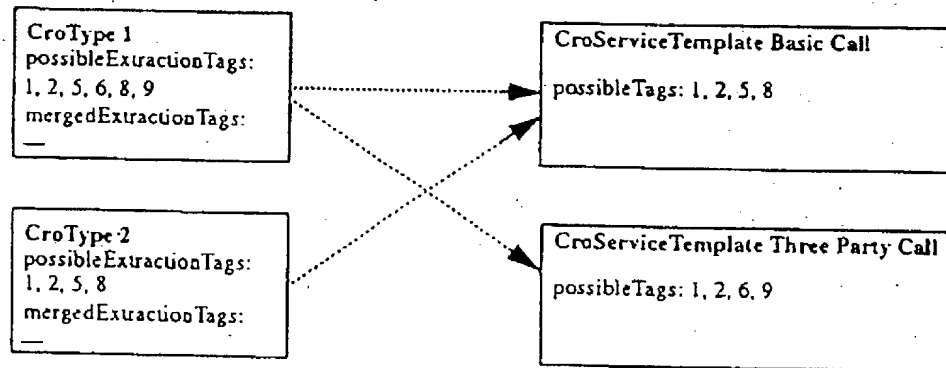 CroType 1
possibleExtractionTags:
1, 2, 5, 6, 8, 9
mergedExtractionTags:
—
CroServiceTemplate Basic Call
possibleTags: 1, 2, 5, 8
CroType 2
possibleExtractionTags:
1, 2, 5, 8
mergedExtractionTags:
—
CroServiceTemplate Three Party Call
possibleTags: 1, 2, 6, 9